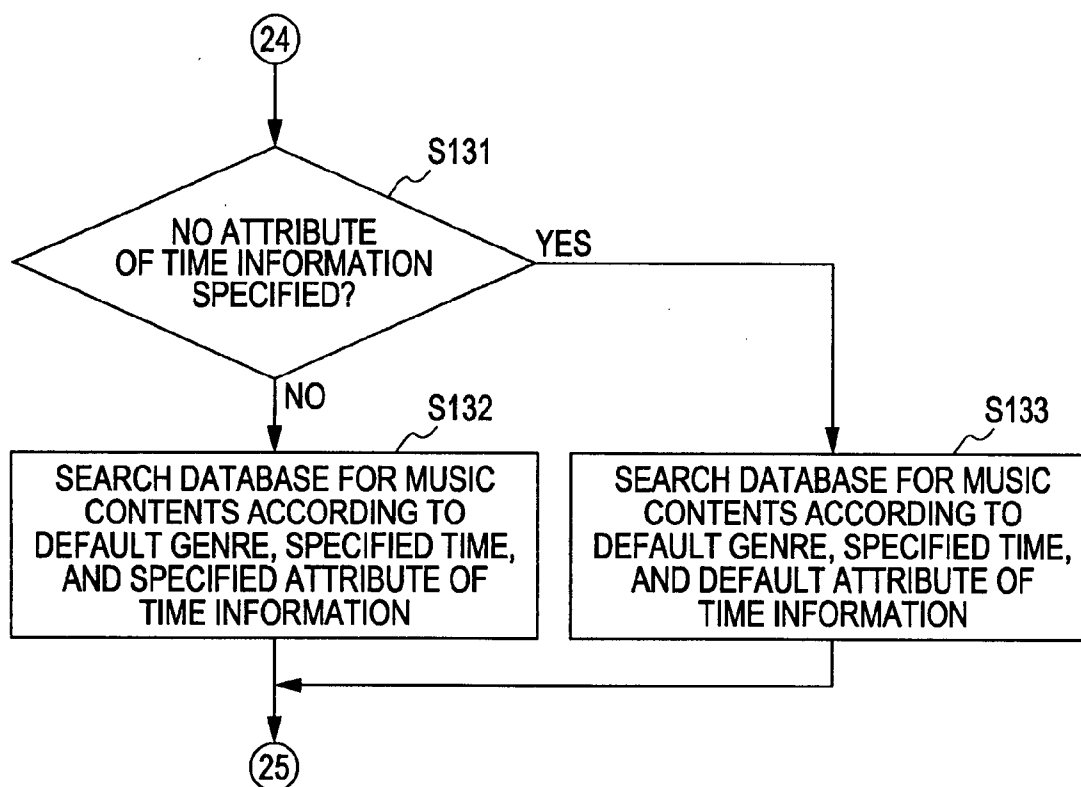 24
S131
NO ATTRIBUTE
OF TIME INFORMATION
SPECIFIED?
YES
NO
S132
SEARCH DATABASE FOR MUSIC
CONTENTS ACCORDING TO
DEFAULT GENRE, SPECIFIED TIME,
AND SPECIFIED ATTRIBUTE OF
TIME INFORMATION
S133
SEARCH DATABASE FOR MUSIC
CONTENTS ACCORDING TO
DEFAULT GENRE, SPECIFIED TIME,
AND DEFAULT ATTRIBUTE OF
TIME INFORMATION
25